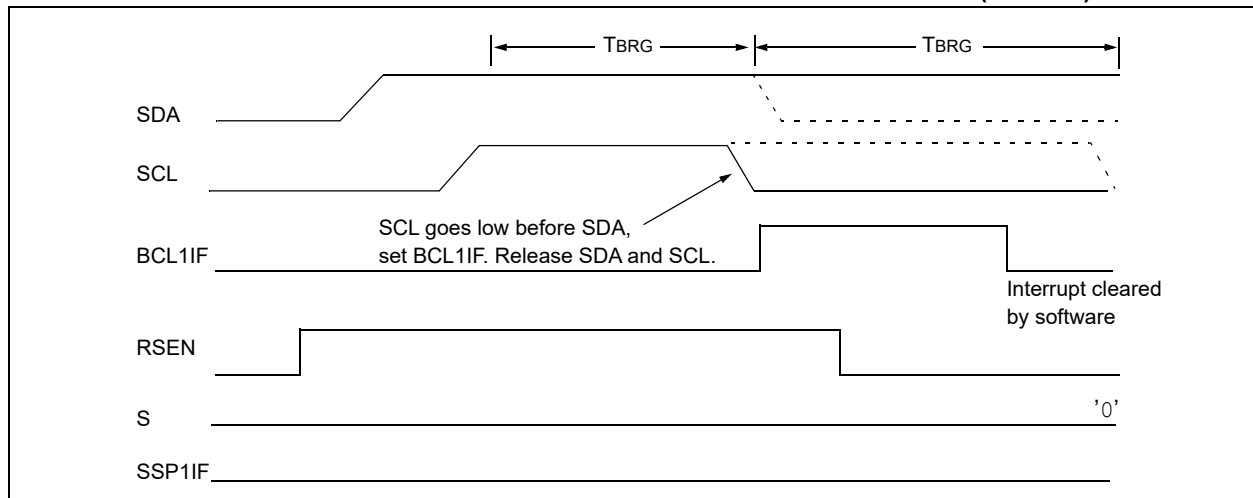 TBRG
TBRG
SDA
SCL
SCL goes low before SDA,
set BCL1IF. Release SDA and SCL.
BCL1IF
Interrupt cleared
by software
RSEN
S
'0'
SSP1IF